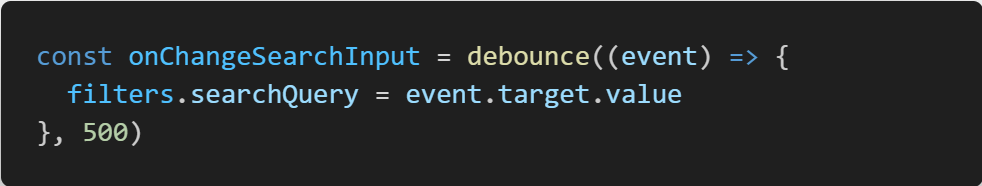 const onChangeSearchInput = debounce((event) => {
  filters.searchQuery = event.target.value
}, 500)